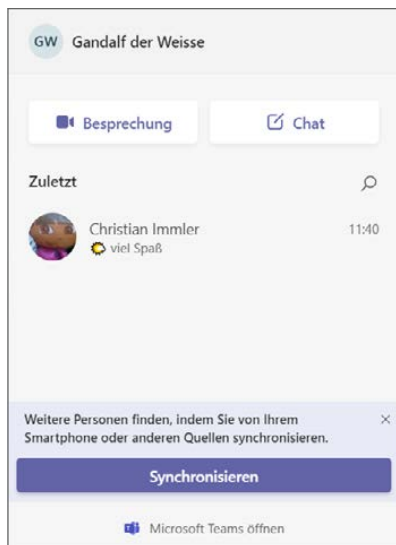 GW Gandalf der Weisse
Besprechung Chat
Zuletzt
Christian Immler 11:40
viel Spaß
Weitere Personen finden, indem Sie von Ihrem
Smartphone oder anderen Quellen synchronisieren.
Synchronisieren
Microsoft Teams öffnen